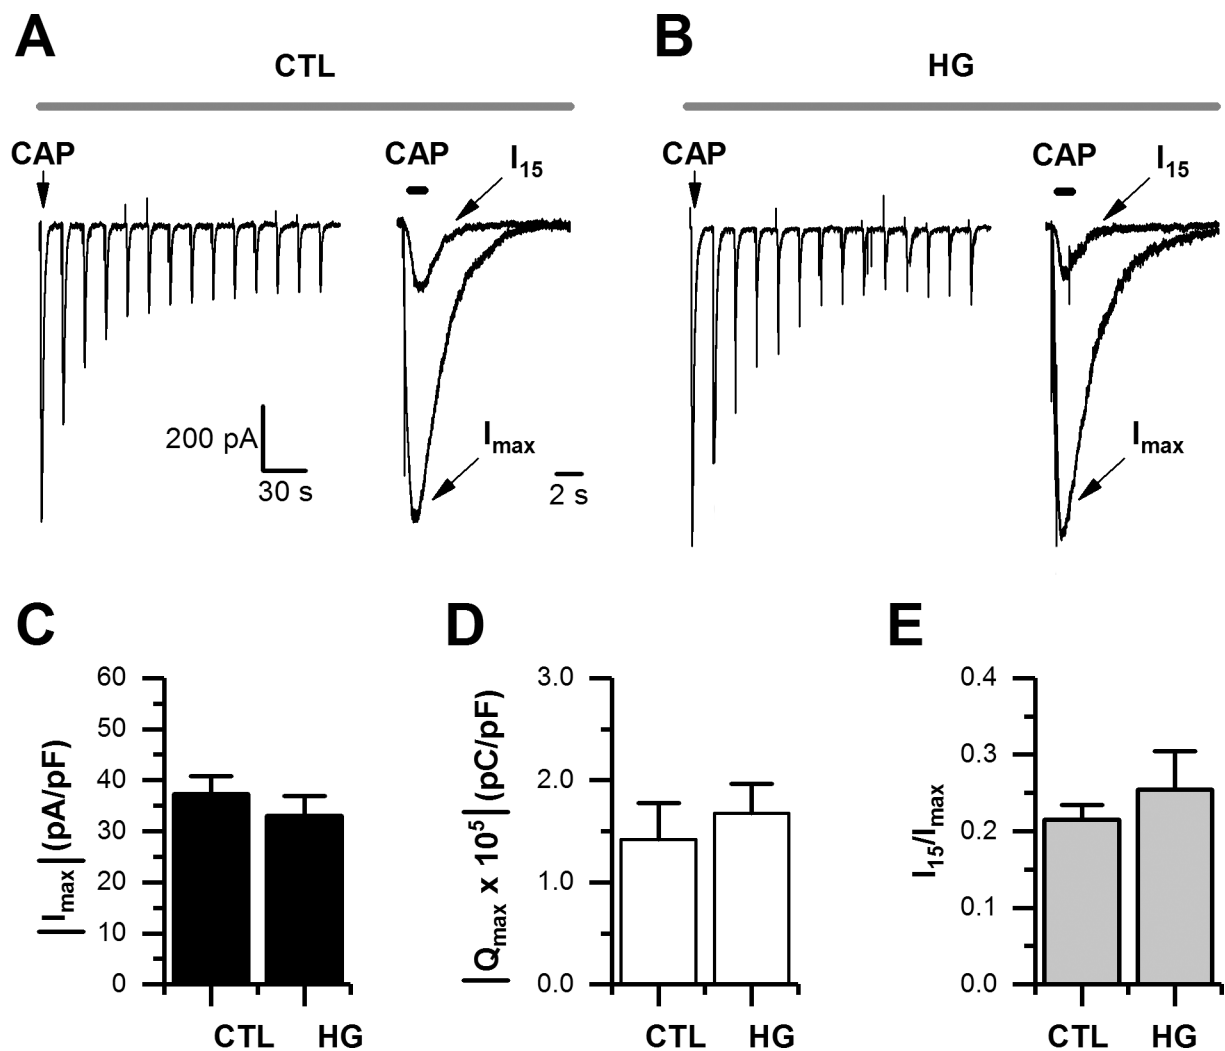 A
CTL
CAP
CAP
I15
200 pA
30 s
Imax
2 s
B
HG
CAP
CAP
I15
Imax
C
|Imax| (pA/pF)
60
50
40
30
20
10
0
CTL
HG
D
|Qmax x 10⁵| (pC/pF)
3.0
2.0
1.0
0.0
CTL
HG
E
I15/Imax
0.4
0.3
0.2
0.1
0.0
CTL
HG